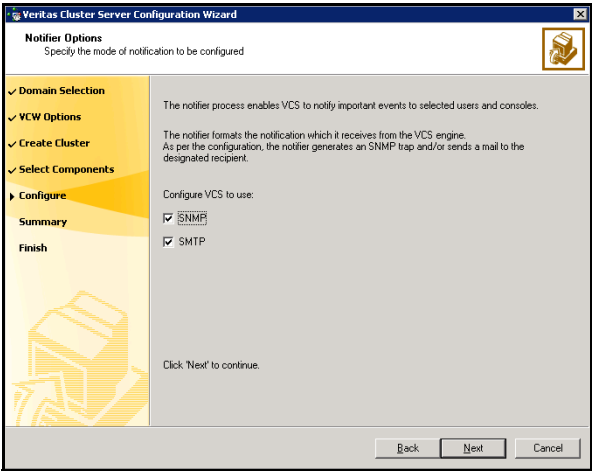 Veritas Cluster Server Configuration Wizard
Notifier Options
Specify the mode of notification to be configured
Domain Selection
VCW Options
Create Cluster
Select Components
Configure
Summary
Finish
The notifier process enables VCS to notify important events to selected users and consoles.
The notifier formats the notification which it receives from the VCS engine.
As per the configuration, the notifier generates an SNMP trap and/or sends a mail to the
designated recipient.
Configure VCS to use:
SNMP
SMTP
Click 'Next' to continue.
Back Next Cancel